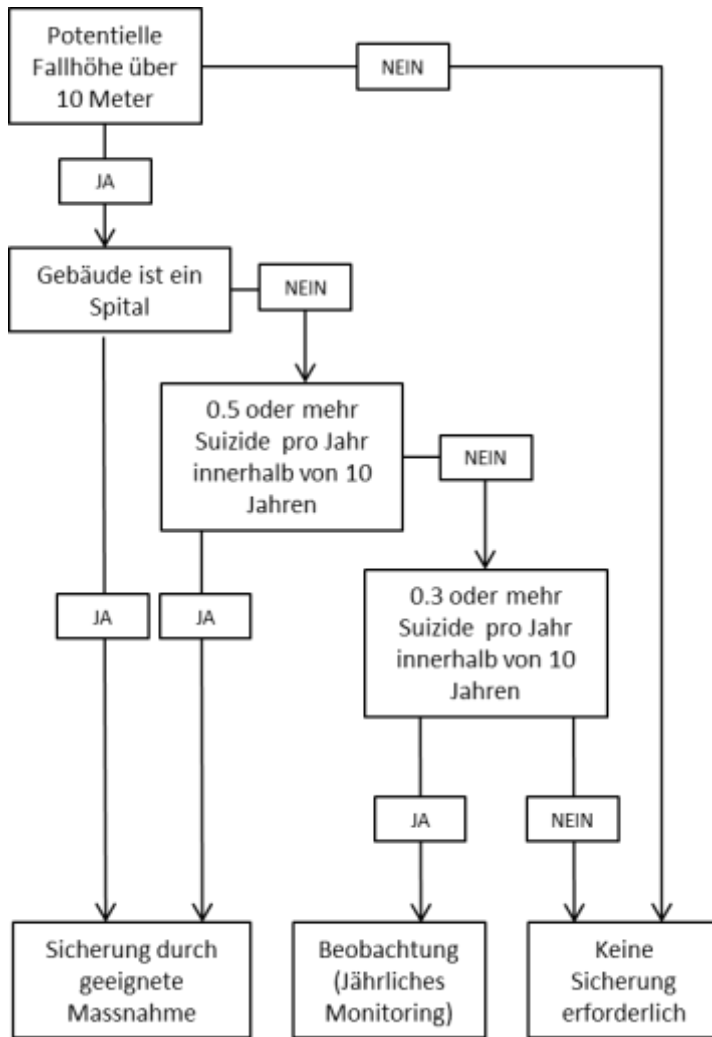 Potentielle
Fallhöhe über
10 Meter
NEIN
JA
Gebäude ist ein
Spital
NEIN
0.5 oder mehr
Suizide pro Jahr
innerhalb von 10
Jahren
NEIN
0.3 oder mehr
Suizide pro Jahr
innerhalb von 10
Jahren
JA
JA
JA
NEIN
Sicherung durch
geeignete
Massnahme
Beobachtung
(Jährliches
Monitoring)
Keine
Sicherung
erforderlich